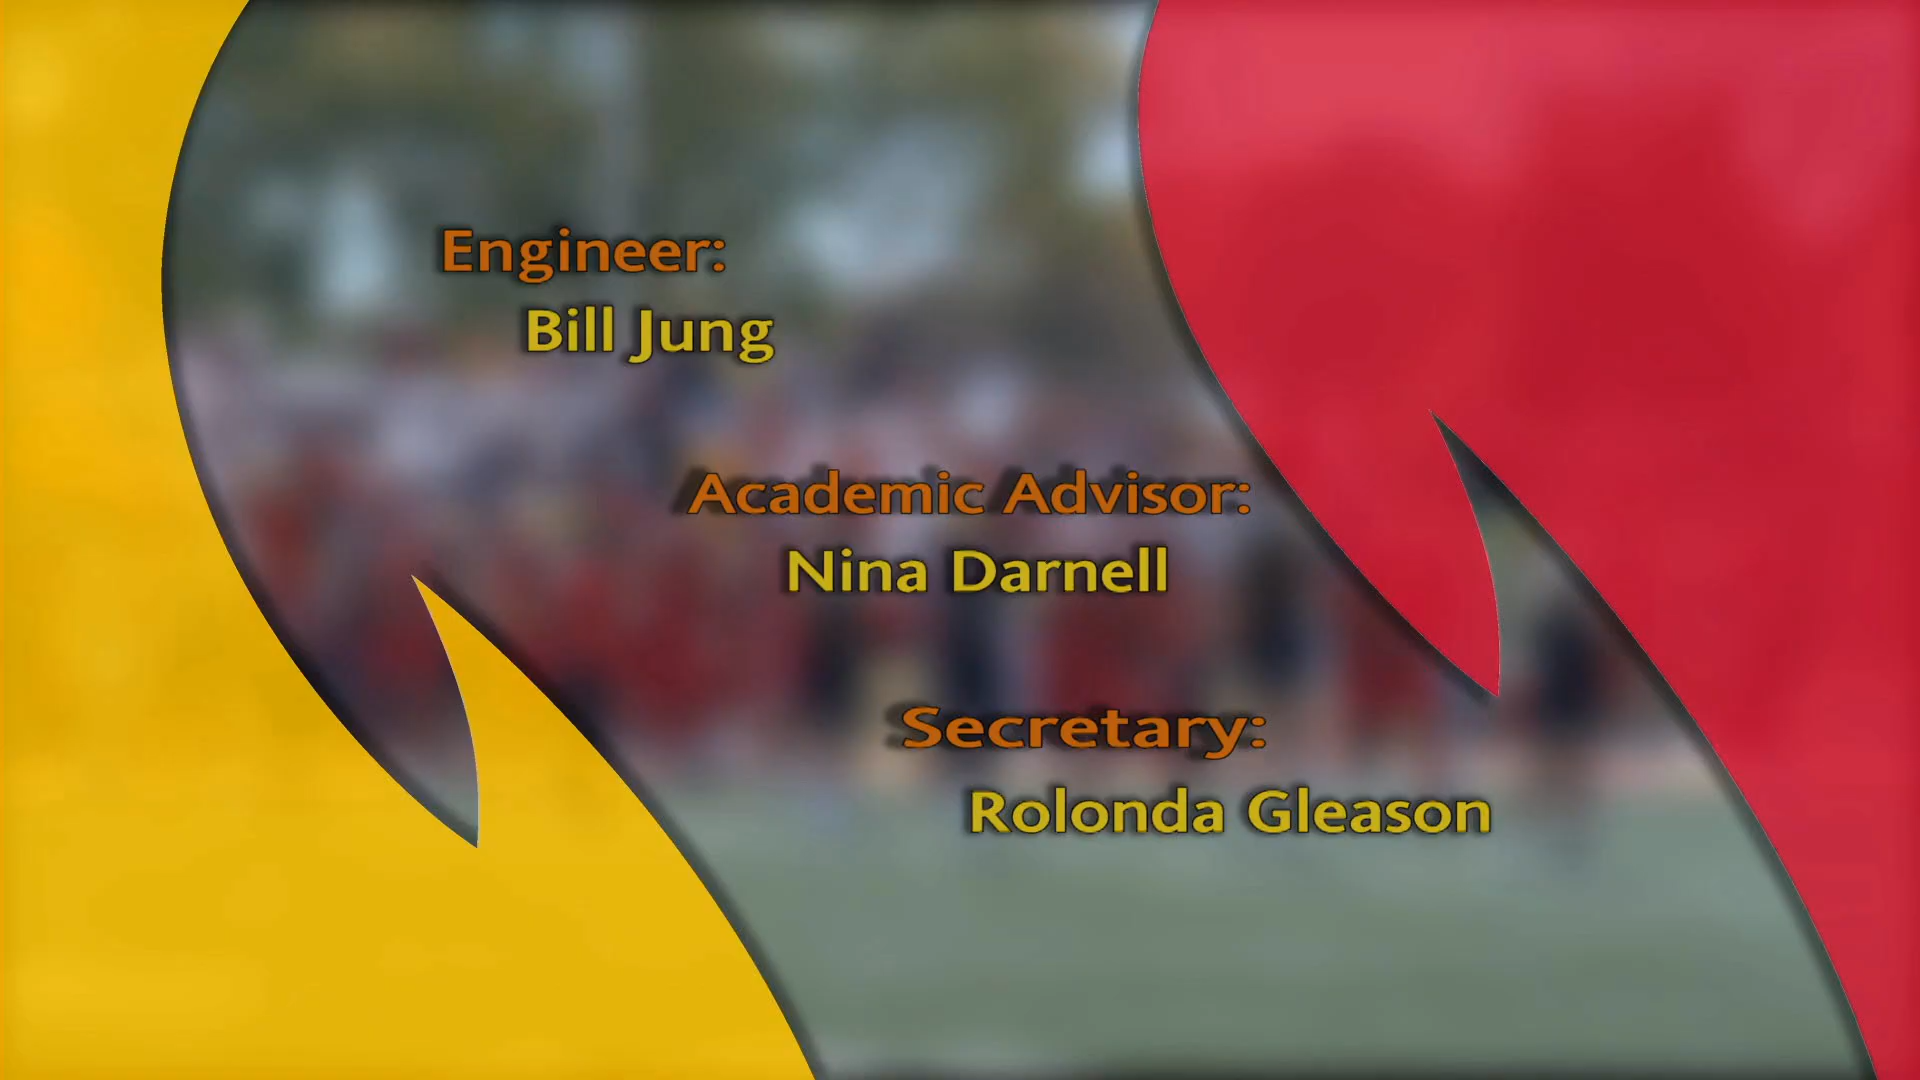 Engineer:
Bill Jung
Academic Advisor:
Nina Darnell
Secretary:
Rolonda Gleason